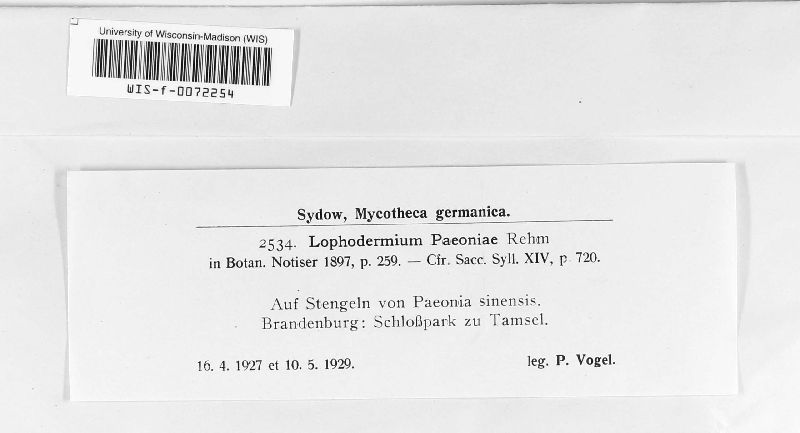 University of Wisconsin-Madison (WIS)
WIS-f-0072254
Sydow, Mycotheca germanica.
2534. Lophodermium Paeoniae Rehm
in Botan. Notiser 1897, p. 259. — Cfr. Sacc. Syll. XIV, p. 720.
Auf Stengeln von Paeonia sinensis.
Brandenburg: Schloßpark zu Tamsel.
16. 4. 1927 et 10. 5. 1929. leg. P. Vogel.